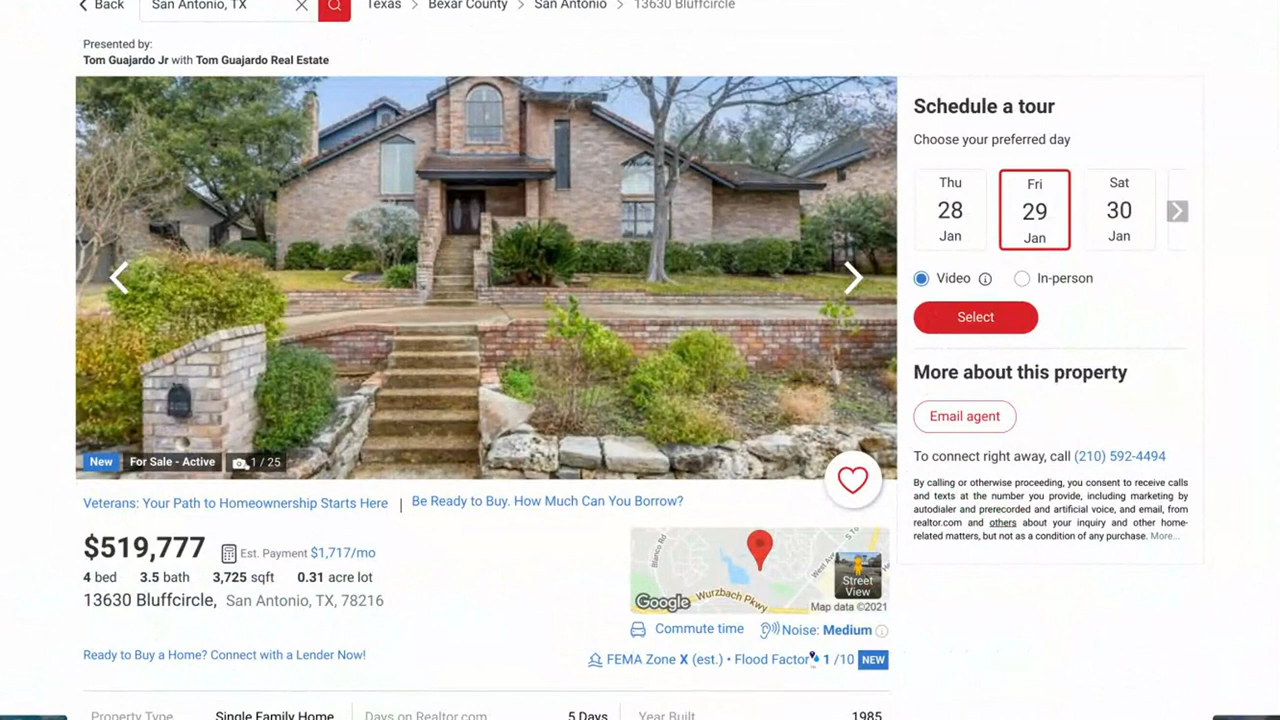 Back
San Antonio, TX
Texas > Bexar County > San Antonio > 13630 Bluffcircle
Presented by:
Tom Guajardo Jr with Tom Guajardo Real Estate
New
For Sale - Active
1 / 25
Schedule a tour
Choose your preferred day
Thu
28
Jan
Fri
29
Jan
Sat
30
Jan
Video
In-person
Select
More about this property
Email agent
To connect right away, call (210) 592-4494
By calling or otherwise proceeding, you consent to receive calls
and texts at the number you provide, including marketing by
autodialer and prerecorded and artificial voice, and email, from
realtor.com and others about your inquiry and other home-
related matters, but not as a condition of any purchase. More...
Veterans: Your Path to Homeownership Starts Here | Be Ready to Buy. How Much Can You Borrow?
$519,777
Est. Payment $1,717/mo
4 bed 3.5 bath 3,725 sqft 0.31 acre lot
13630 Bluffcircle, San Antonio, TX, 78216
Blanco Rd
West Ave
Wurzbach Pkwy
Google
Street
View
Map data ©2021
Commute time
Noise: Medium
Ready to Buy a Home? Connect with a Lender Now!
FEMA Zone X (est.) • Flood Factor 1 /10 NEW
Property Type Single Family Home
Days on Realtor.com 5 Days
Year Built 1985